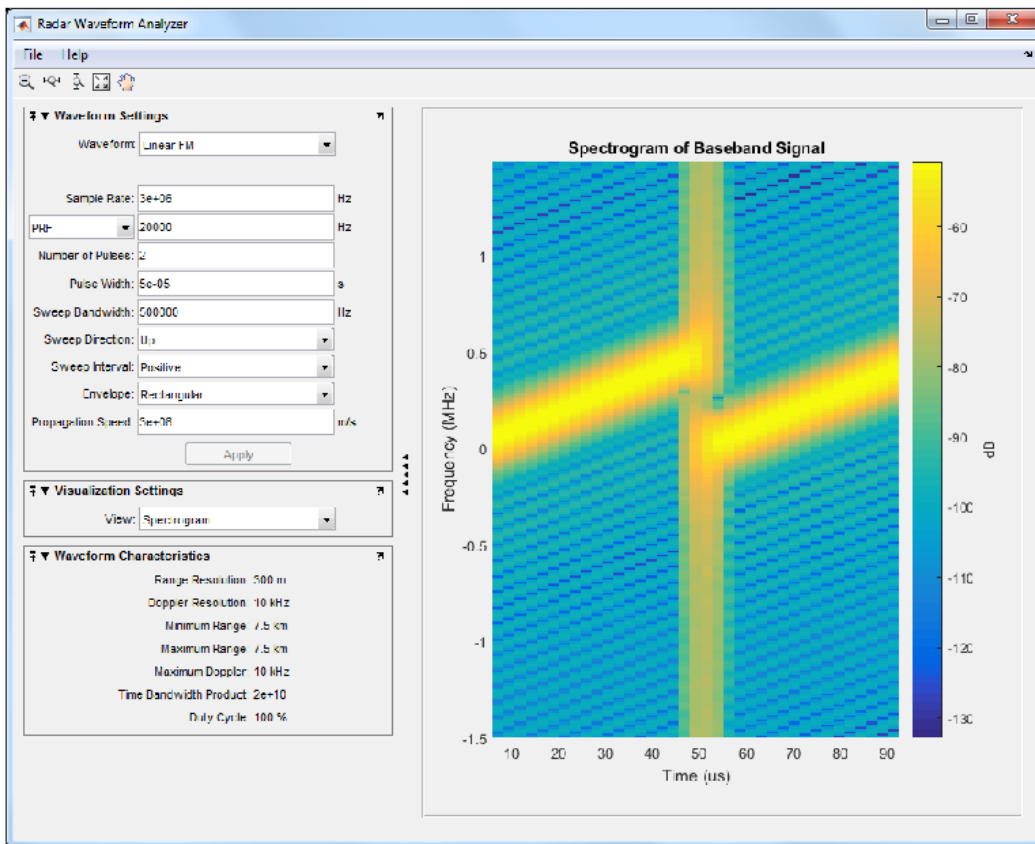 Radar Waveform Analyzer
File Help
Waveform Settings
Waveform: Linear FM
Sample Rate: 3e+06 Hz
PRF 20000 Hz
Number of Pulses: 2
Pulse Width: 5e-05 s
Sweep Bandwidth: 500000 Hz
Sweep Direction: Up
Sweep Interval: Positive
Envelope: Rectangular
Propagation Speed: 3e+08 m/s
Apply
Visualization Settings
View: Spectrogram
Waveform Characteristics
Range Resolution: 300 m
Doppler Resolution: 10 kHz
Minimum Range: 7.5 km
Maximum Range: 7.5 km
Maximum Doppler: 10 kHz
Time Bandwidth Product: 2e+10
Duty Cycle: 100 %
Spectrogram of Baseband Signal
Frequency (MHz)
1
0.5
0
-0.5
-1
-1.5
10 20 30 40 50 60 70 80 90
Time (us)
-60
-70
-80
-90
-100
-110
-120
-130
dB